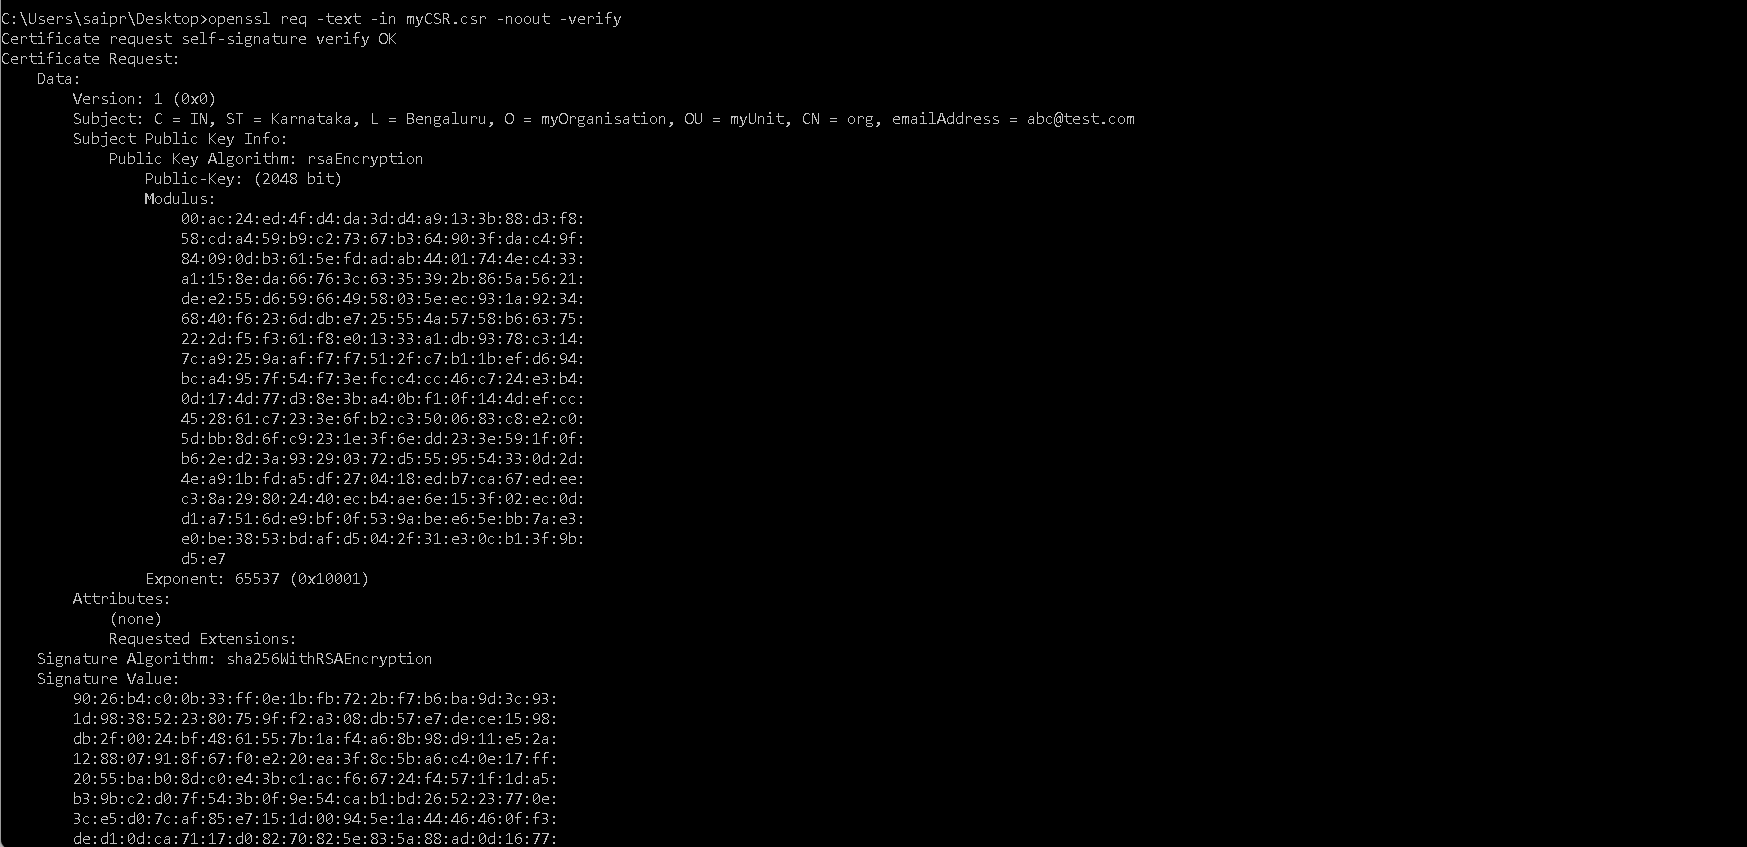 C:\Users\saipr\Desktop>openssl req -text -in myCSR.csr -noout -verify
Certificate request self-signature verify OK
Certificate Request:
    Data:
        Version: 1 (0x0)
        Subject: C = IN, ST = Karnataka, L = Bengaluru, O = myOrganisation, OU = myUnit, CN = org, emailAddress = abc@test.com
        Subject Public Key Info:
            Public Key Algorithm: rsaEncryption
                Public-Key: (2048 bit)
                Modulus:
                    00:ac:24:ed:4f:d4:da:3d:d4:a9:13:3b:88:d3:f8:
                    58:cd:a4:59:b9:c2:73:67:b3:64:90:3f:da:c4:9f:
                    84:09:0d:b3:61:5e:fd:ad:ab:44:01:74:4e:c4:33:
                    a1:15:8e:da:66:76:3c:63:35:39:2b:86:5a:56:21:
                    de:e2:55:d6:59:66:49:58:03:5e:ec:93:1a:92:34:
                    68:40:f6:23:6d:db:e7:25:55:4a:57:58:b6:63:75:
                    22:2d:f5:f3:61:f8:e0:13:33:a1:db:93:78:c3:14:
                    7c:a9:25:9a:af:f7:f7:51:2f:c7:b1:1b:ef:d6:94:
                    bc:a4:95:7f:54:f7:3e:fc:c4:cc:46:c7:24:e3:b4:
                    0d:17:4d:77:d3:8e:3b:a4:0b:f1:0f:14:4d:ef:cc:
                    45:28:61:c7:23:3e:6f:b2:c3:50:06:83:c8:e2:c0:
                    5d:bb:8d:6f:c9:23:1e:3f:6e:dd:23:3e:59:1f:0f:
                    b6:2e:d2:3a:93:29:03:72:d5:55:95:54:33:0d:2d:
                    4e:a9:1b:fd:a5:df:27:04:18:ed:b7:ca:67:ed:ee:
                    c3:8a:29:80:24:40:ec:b4:ae:6e:15:3f:02:ec:0d:
                    d1:a7:51:6d:e9:bf:0f:53:9a:be:e6:5e:bb:7a:e3:
                    e0:be:38:53:bd:af:d5:04:2f:31:e3:0c:b1:3f:9b:
                    d5:e7
                Exponent: 65537 (0x10001)
        Attributes:
            (none)
            Requested Extensions:
    Signature Algorithm: sha256WithRSAEncryption
    Signature Value:
        90:26:b4:c0:0b:33:ff:0e:1b:fb:72:2b:f7:b6:ba:9d:3c:93:
        1d:98:38:52:23:80:75:9f:f2:a3:08:db:57:e7:de:ce:15:98:
        db:2f:00:24:bf:48:61:55:7b:1a:f4:a6:8b:98:d9:11:e5:2a:
        12:88:07:91:8f:67:f0:e2:20:ea:3f:8c:5b:a6:c4:0e:17:ff:
        20:55:ba:b0:8d:c0:e4:3b:c1:ac:f6:67:24:f4:57:1f:1d:a5:
        b3:9b:c2:d0:7f:54:3b:0f:9e:54:ca:b1:bd:26:52:23:77:0e:
        3c:e5:d0:7c:af:85:e7:15:1d:00:94:5e:1a:44:46:46:0f:f3:
        de:d1:0d:ca:71:17:d0:82:70:82:5e:83:5a:88:ad:0d:16:77: